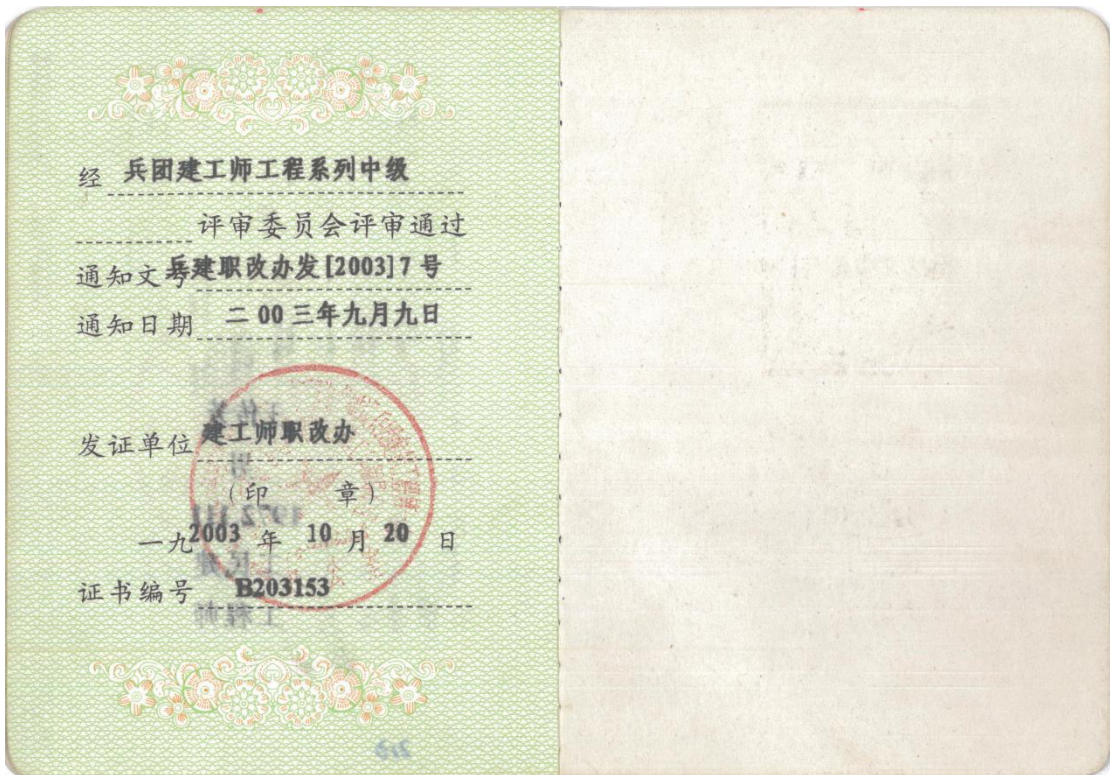 经 兵团建工师工程系列中级
评审委员会评审通过
通知文号 兵建职改办发[2003]7号
通知日期 二00三年九月九日
发证单位 建工师职改办
（印 章）
一九2003 年 10 月 20 日
证书编号 B203153